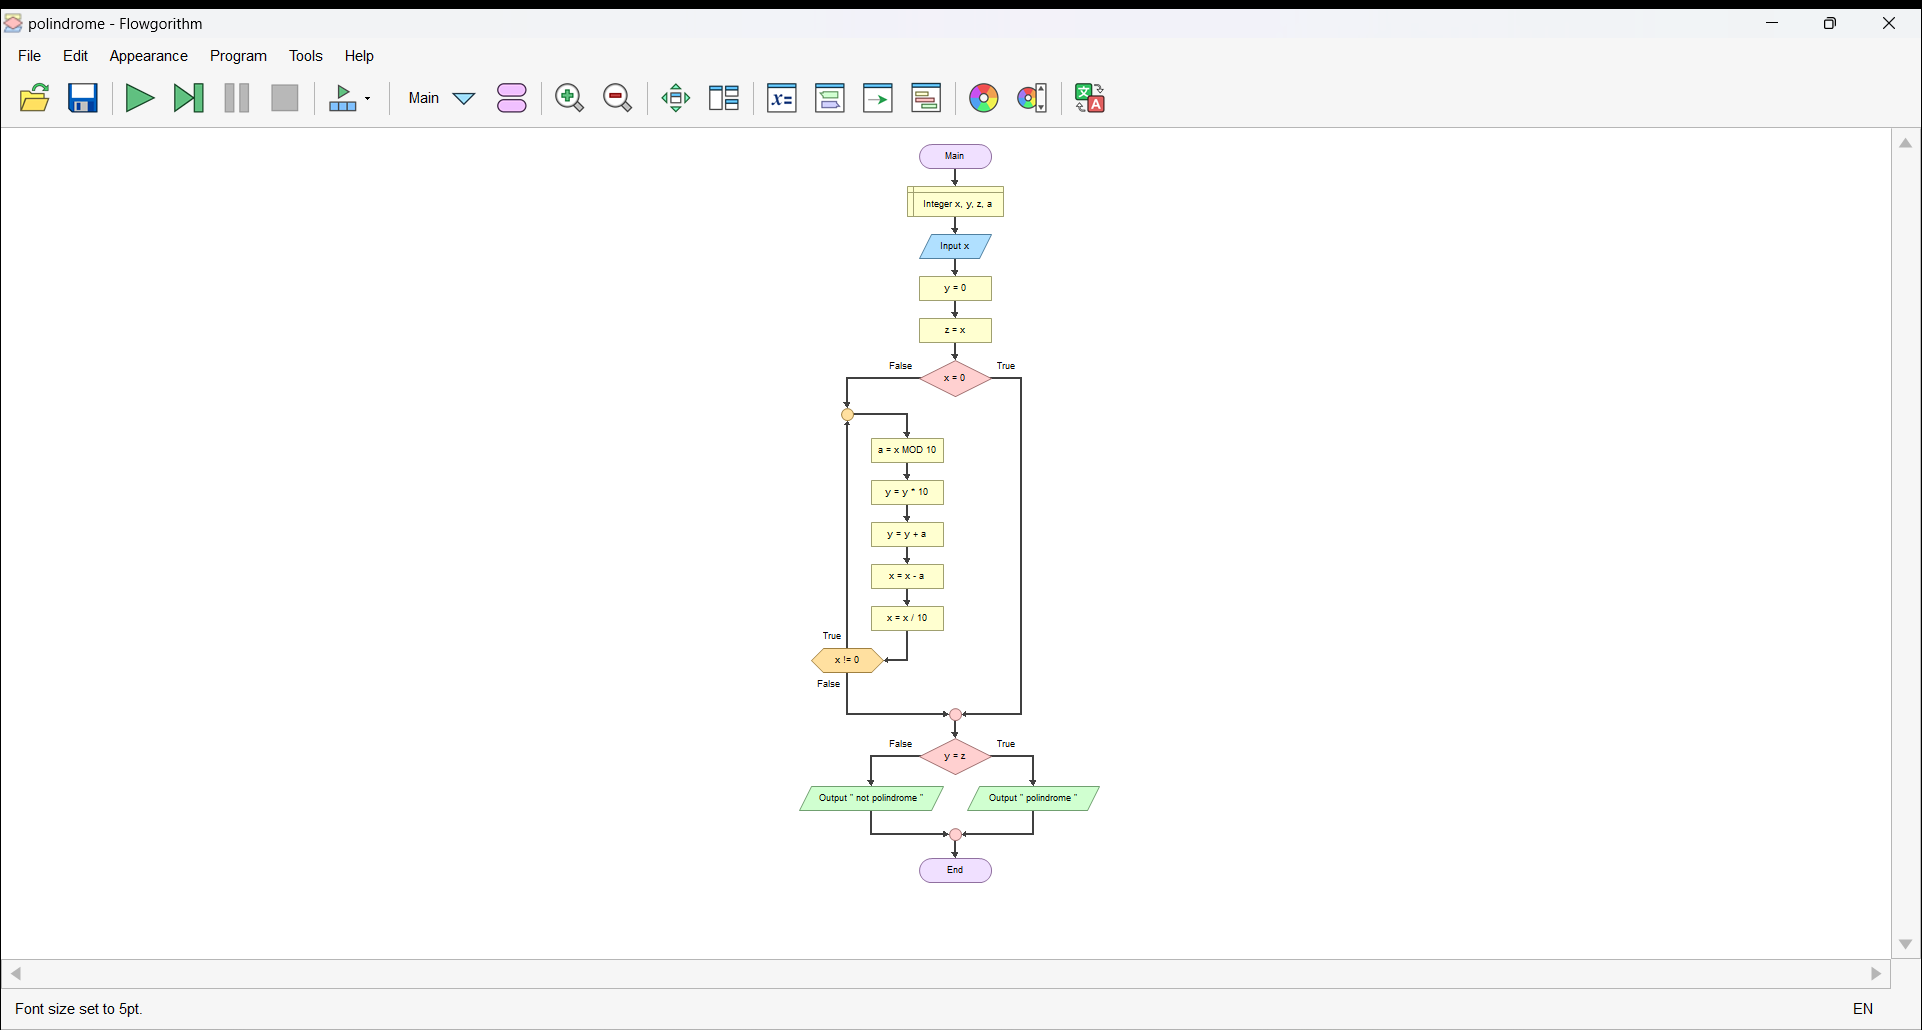 polindrome - Flowgorithm
File Edit Appearance Program Tools Help
Main
Main
Integer x, y, z, a
Input x
y = 0
z = x
False
x = 0
True
a = x MOD 10
y = y * 10
y = y + a
x = x - a
x = x / 10
True
x != 0
False
False
y = z
True
Output " not polindrome "
Output " polindrome "
End
Font size set to 5pt.
EN